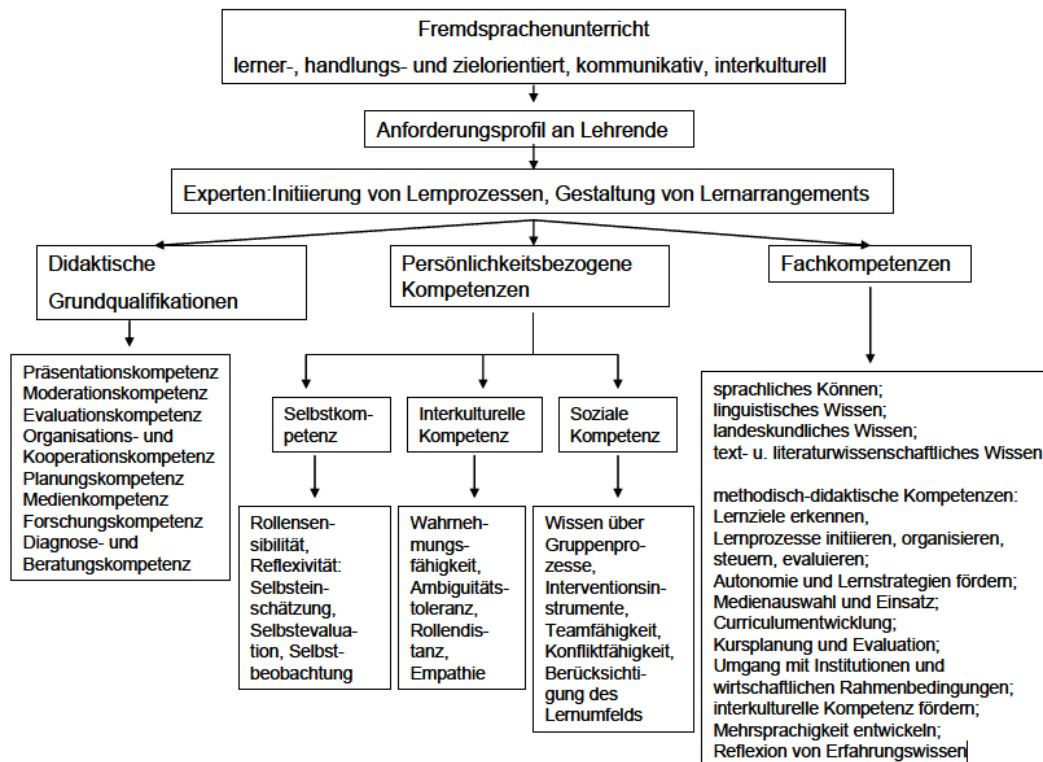 Fremdsprachenunterricht
lerner-, handlungs- und zielorientiert, kommunikativ, interkulturell
Anforderungsprofil an Lehrende
Experten:Initiierung von Lernprozessen, Gestaltung von Lernarrangements
Didaktische
Grundqualifikationen
Persönlichkeitsbezogene
Kompetenzen
Fachkompetenzen
Präsentationskompetenz
Moderationskompetenz
Evaluationskompetenz
Organisations- und
Kooperationskompetenz
Planungskompetenz
Medienkompetenz
Forschungskompetenz
Diagnose- und
Beratungskompetenz
Selbstkom-
petenz
Interkulturelle
Kompetenz
Soziale
Kompetenz
Rollensen-
sibilität,
Reflexivität:
Selbstein-
schätzung,
Selbstevalua-
tion, Selbst-
beobachtung
Wahrneh-
mungs-
fähigkeit,
Ambiguitäts-
toleranz,
Rollendis-
tanz,
Empathie
Wissen über
Gruppenpro-
zesse,
Interventionsin-
strumente,
Teamfähigkeit,
Konfliktfähigkeit,
Berücksichti-
gung des
Lernumfelds
sprachliches Können;
linguistisches Wissen;
landeskundliches Wissen;
text- u. literaturwissenschaftliches Wissen
methodisch-didaktische Kompetenzen:
Lernziele erkennen,
Lernprozesse initiieren, organisieren,
steuern, evaluieren;
Autonomie und Lernstrategien fördern;
Medienauswahl und Einsatz;
Curriculumentwicklung;
Kursplanung und Evaluation;
Umgang mit Institutionen und
wirtschaftlichen Rahmenbedingungen;
interkulturelle Kompetenz fördern;
Mehrsprachigkeit entwickeln;
Reflexion von Erfahrungswissen